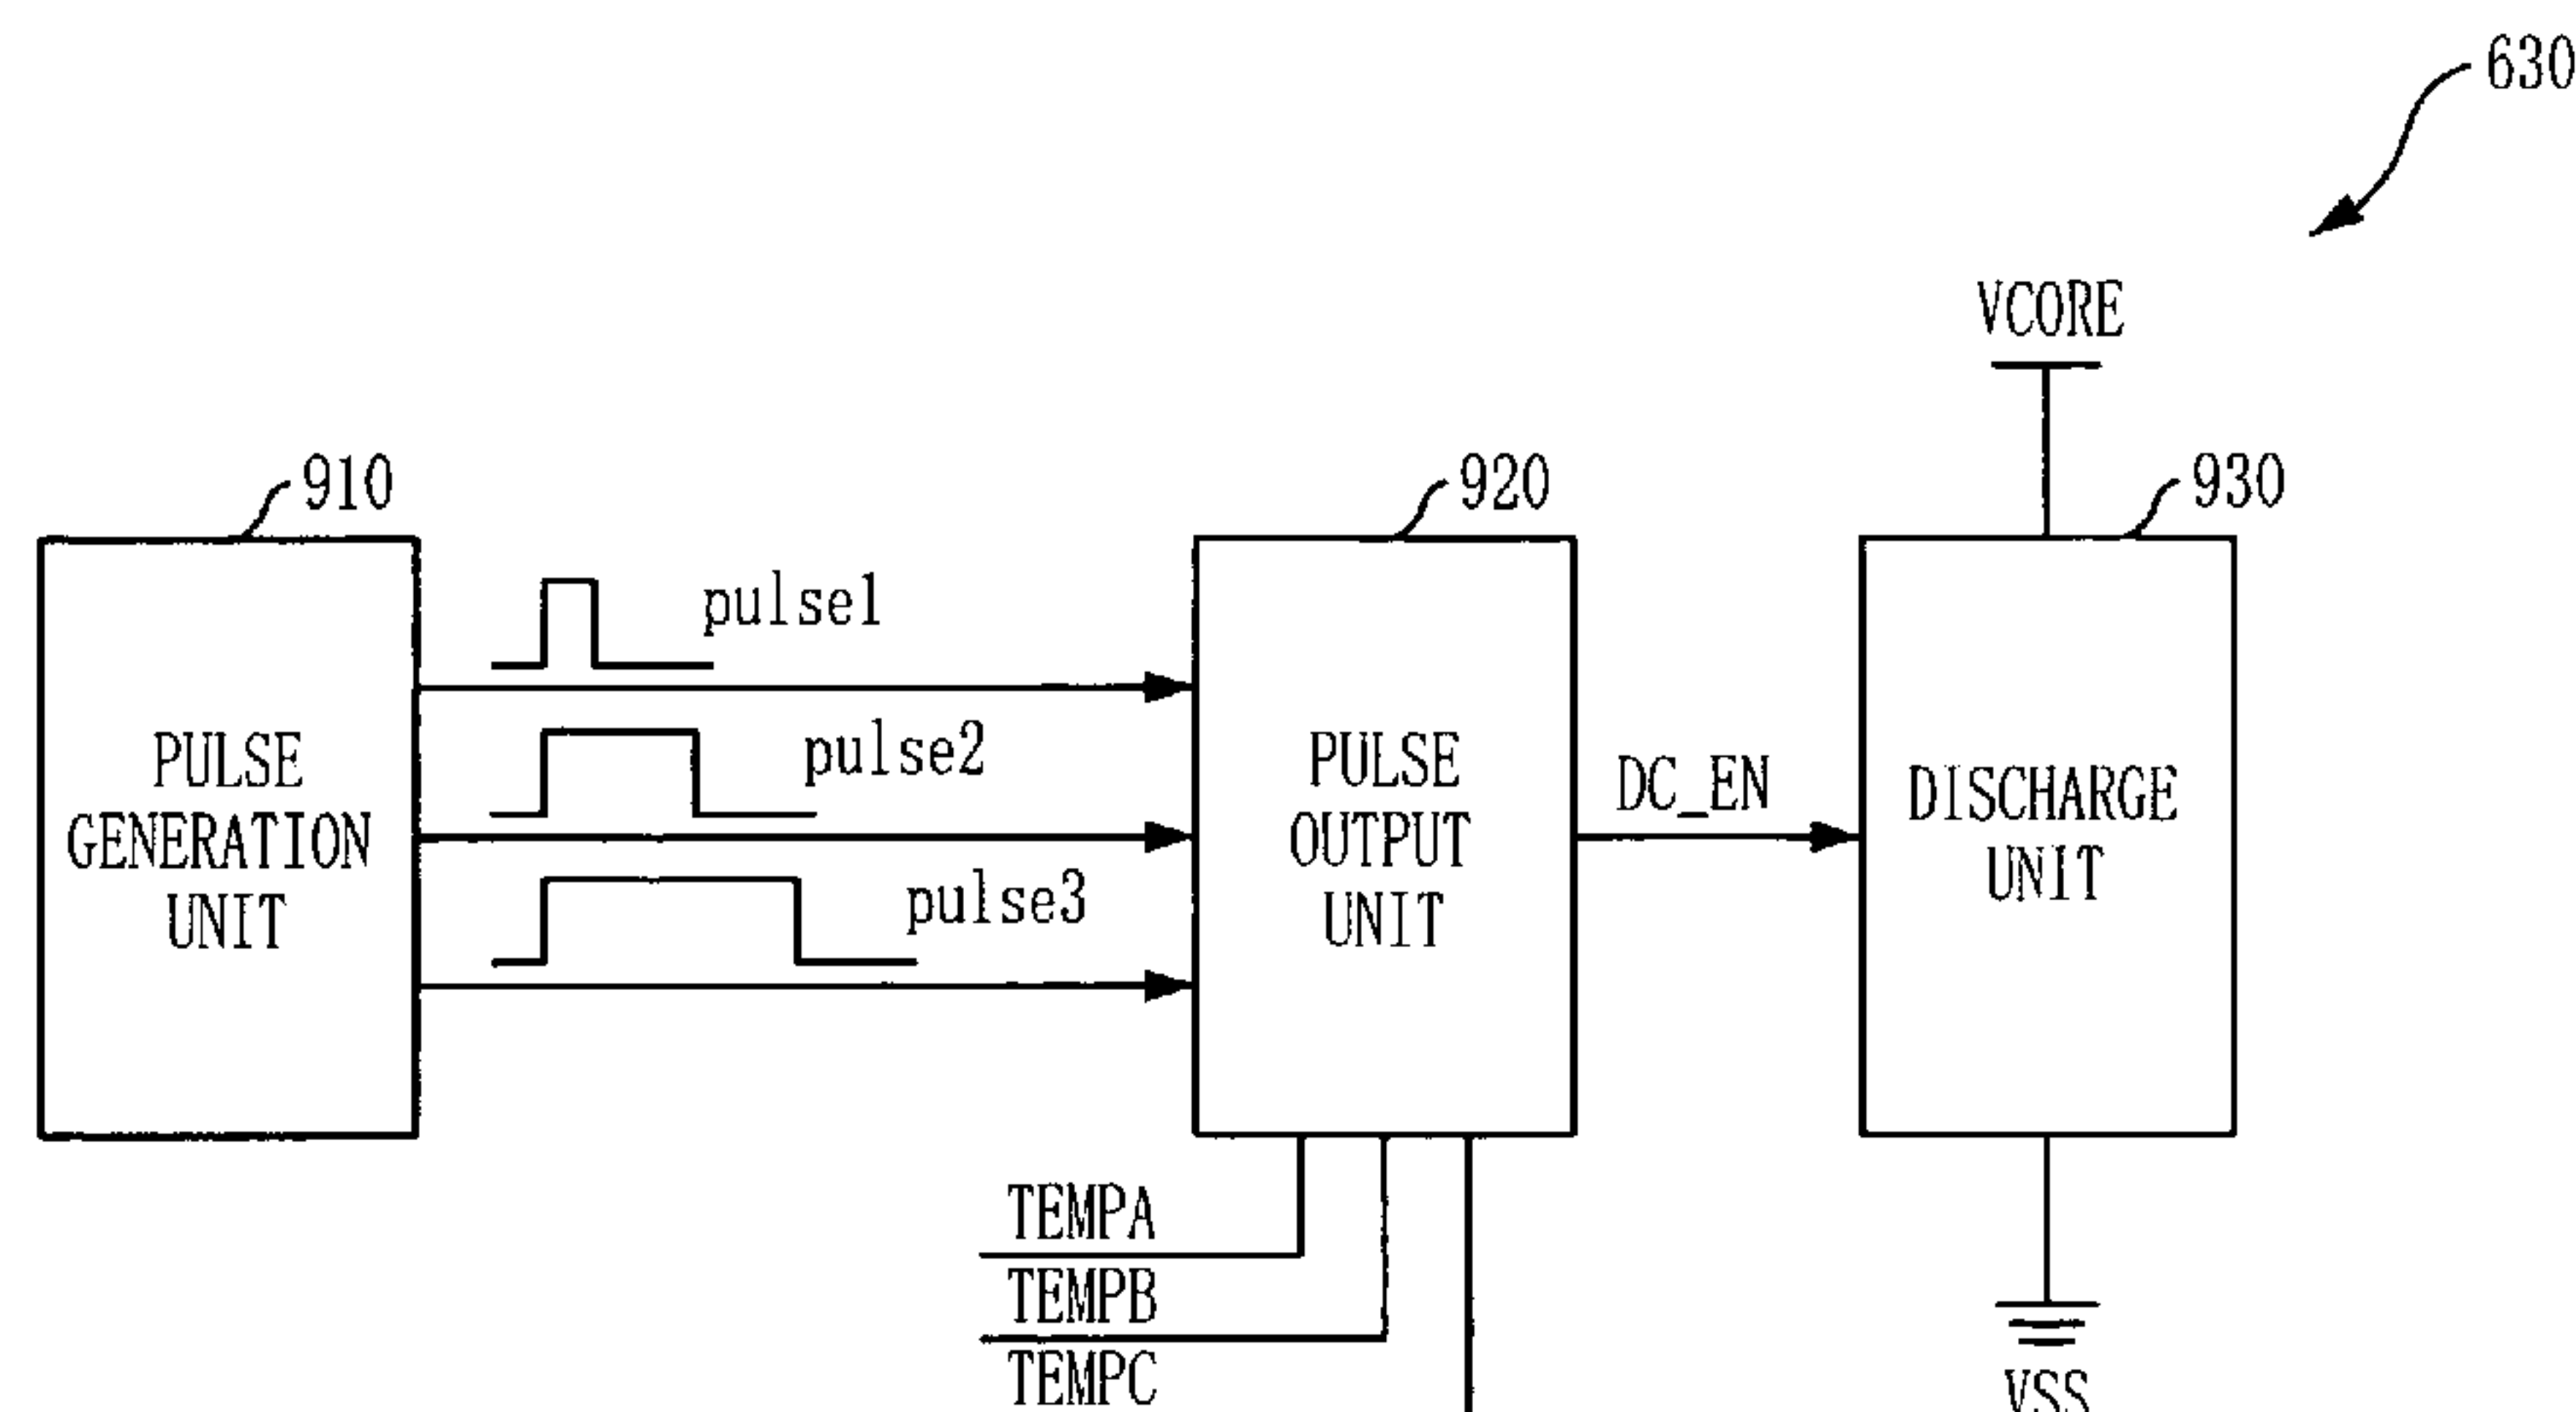 630
VCORE
910
920
930
pulse1
pulse2
pulse3
PULSE
GENERATION
UNIT
PULSE
OUTPUT
UNIT
DC_EN
DISCHARGE
UNIT
TEMPA
TEMPB
TEMPC
VSS